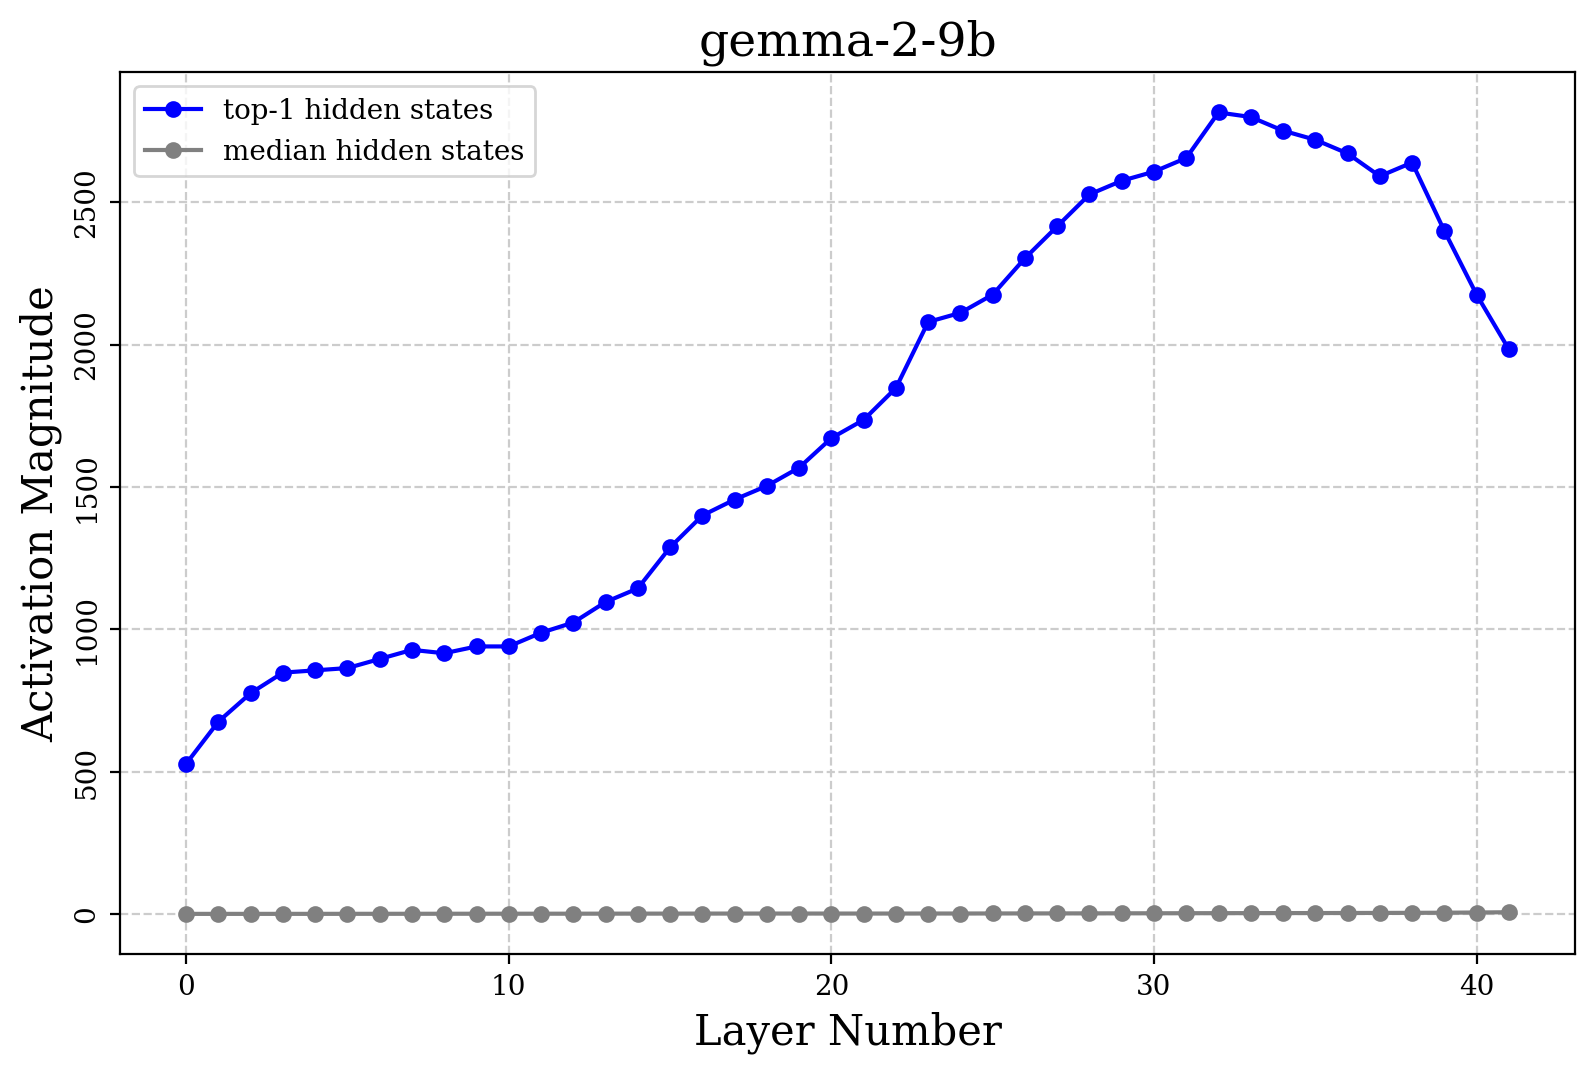 gemma-2-9b
top-1 hidden states
median hidden states
Activation Magnitude
2500
2000
1500
1000
500
0
0 10 20 30 40
Layer Number